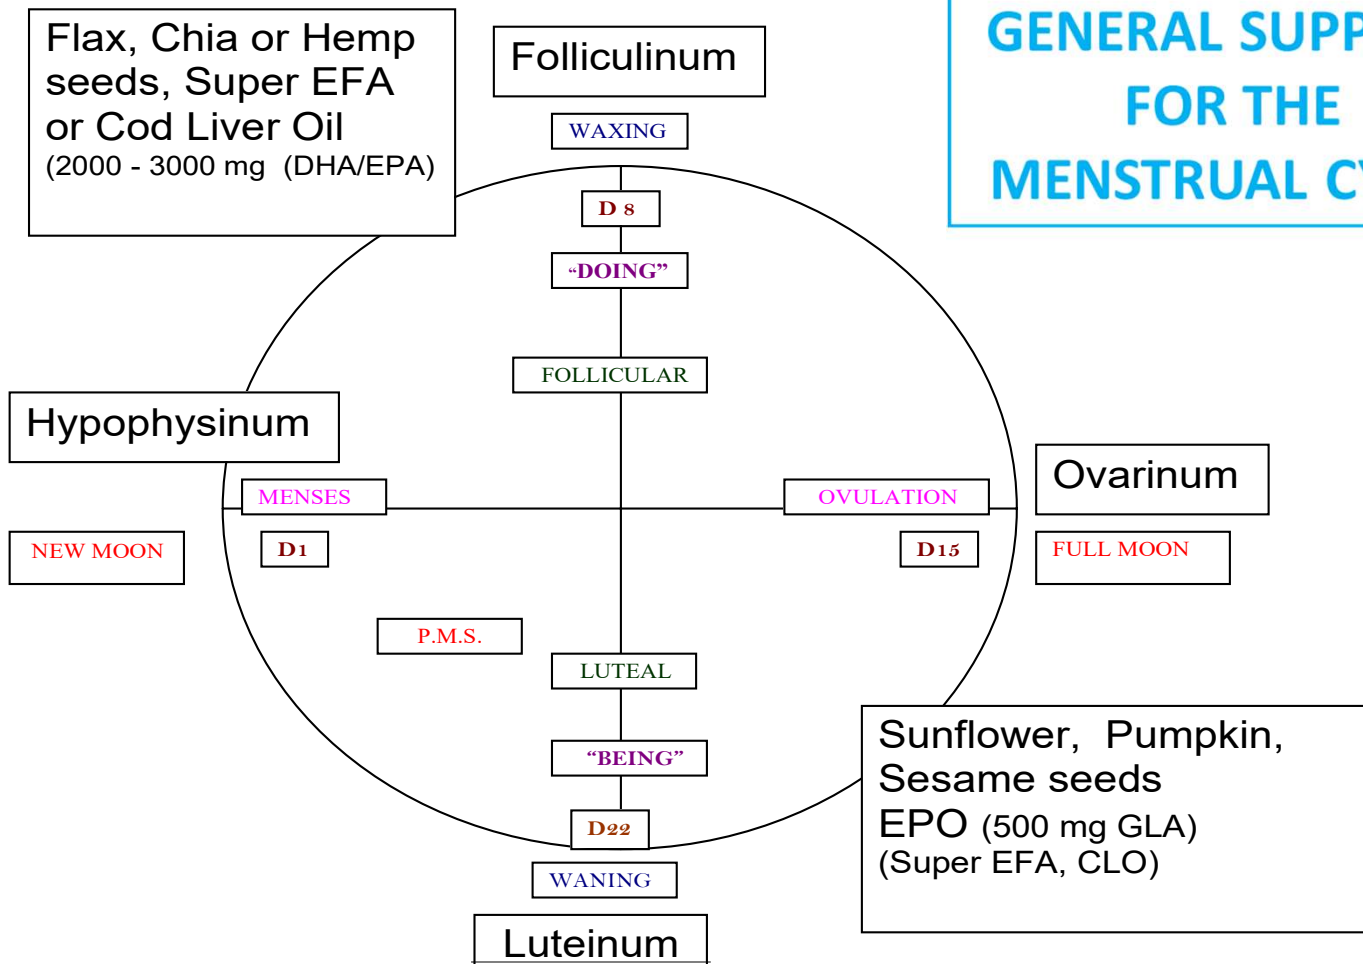 Flax, Chia or Hemp
seeds, Super EFA
or Cod Liver Oil
(2000 - 3000 mg (DHA/EPA)
Folliculinum
WAXING
GENERAL
FOR THE
MENSTRUAL
D 8
“DOING”
FOLLICULAR
Hypophysinum
MENSES
OVULATION
Ovarinum
NEW MOON
D1
D15
FULL MOON
P.M.S.
LUTEAL
“BEING”
D22
WANING
Luteinum
Sunflower, Pumpkin,
Sesame seeds
EPO (500 mg GLA)
(Super EFA, CLO)